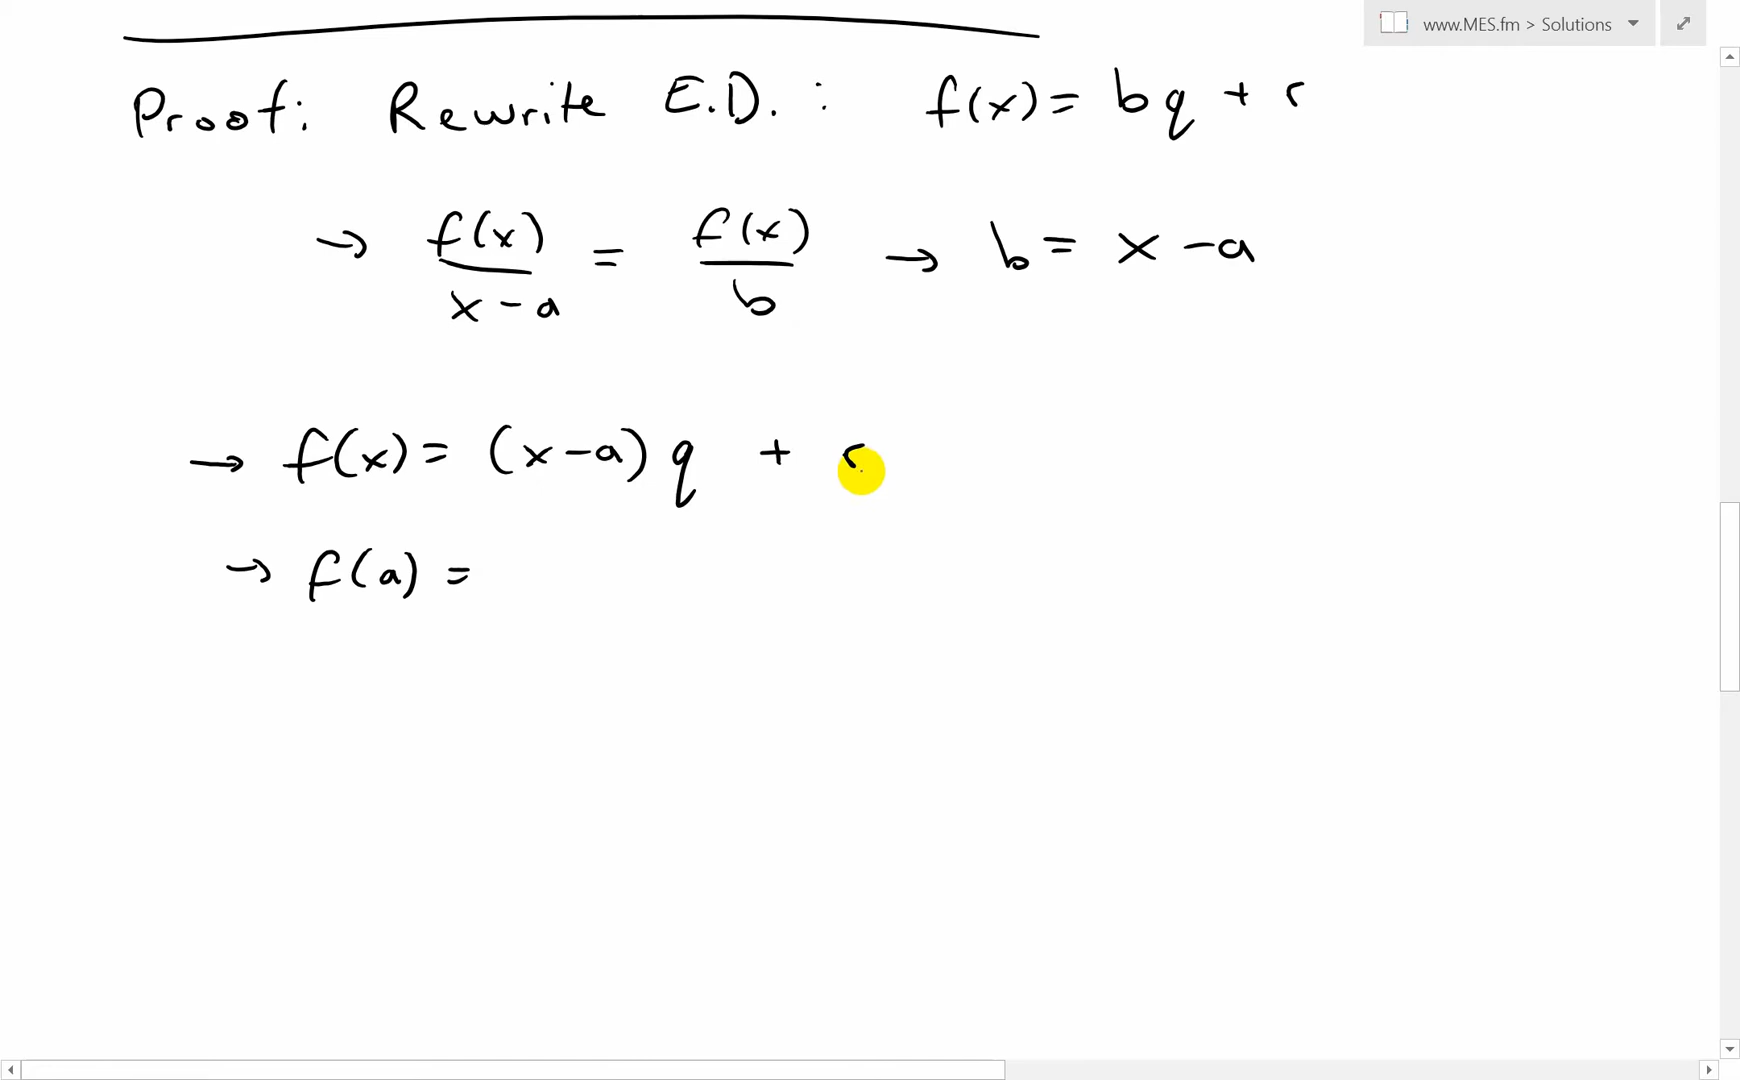 www.MES.fm > Solutions
Proof: Rewrite E.D. : f(x) = bq + r
→ f(x)/x-a = f(x)/b → b = x-a
→ f(x) = (x-a) q + r
→ f(a) =